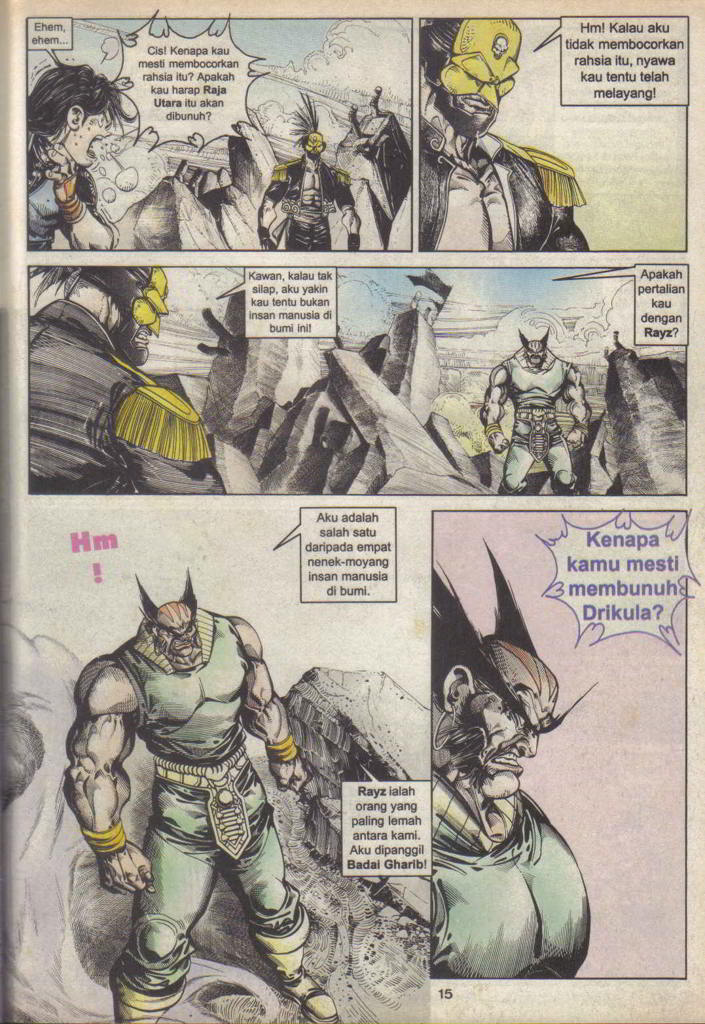 Ehem,
ehem...
Cis! Kenapa kau
mesti membocorkan
rahsia itu? Apakah
kau harap Raja
Utara itu akan
dibunuh?
Hm! Kalau aku
tidak membocorkan
rahsia itu, nyawa
kau tentu telah
melayang!
Kawan, kalau tak
silap, aku yakin
kau tentu bukan
insan manusia di
bumi ini!
Apakah
pertalian
kau
dengan
Rayz?
Hm
!
Aku adalah
salah satu
daripada empat
nenek-moyang
insan manusia
di bumi.
Rayz ialah
orang yang
paling lemah
antara kami.
Aku dipanggil
Badai Gharib!
Kenapa
kamu mesti
membunuh
Drikula?
15